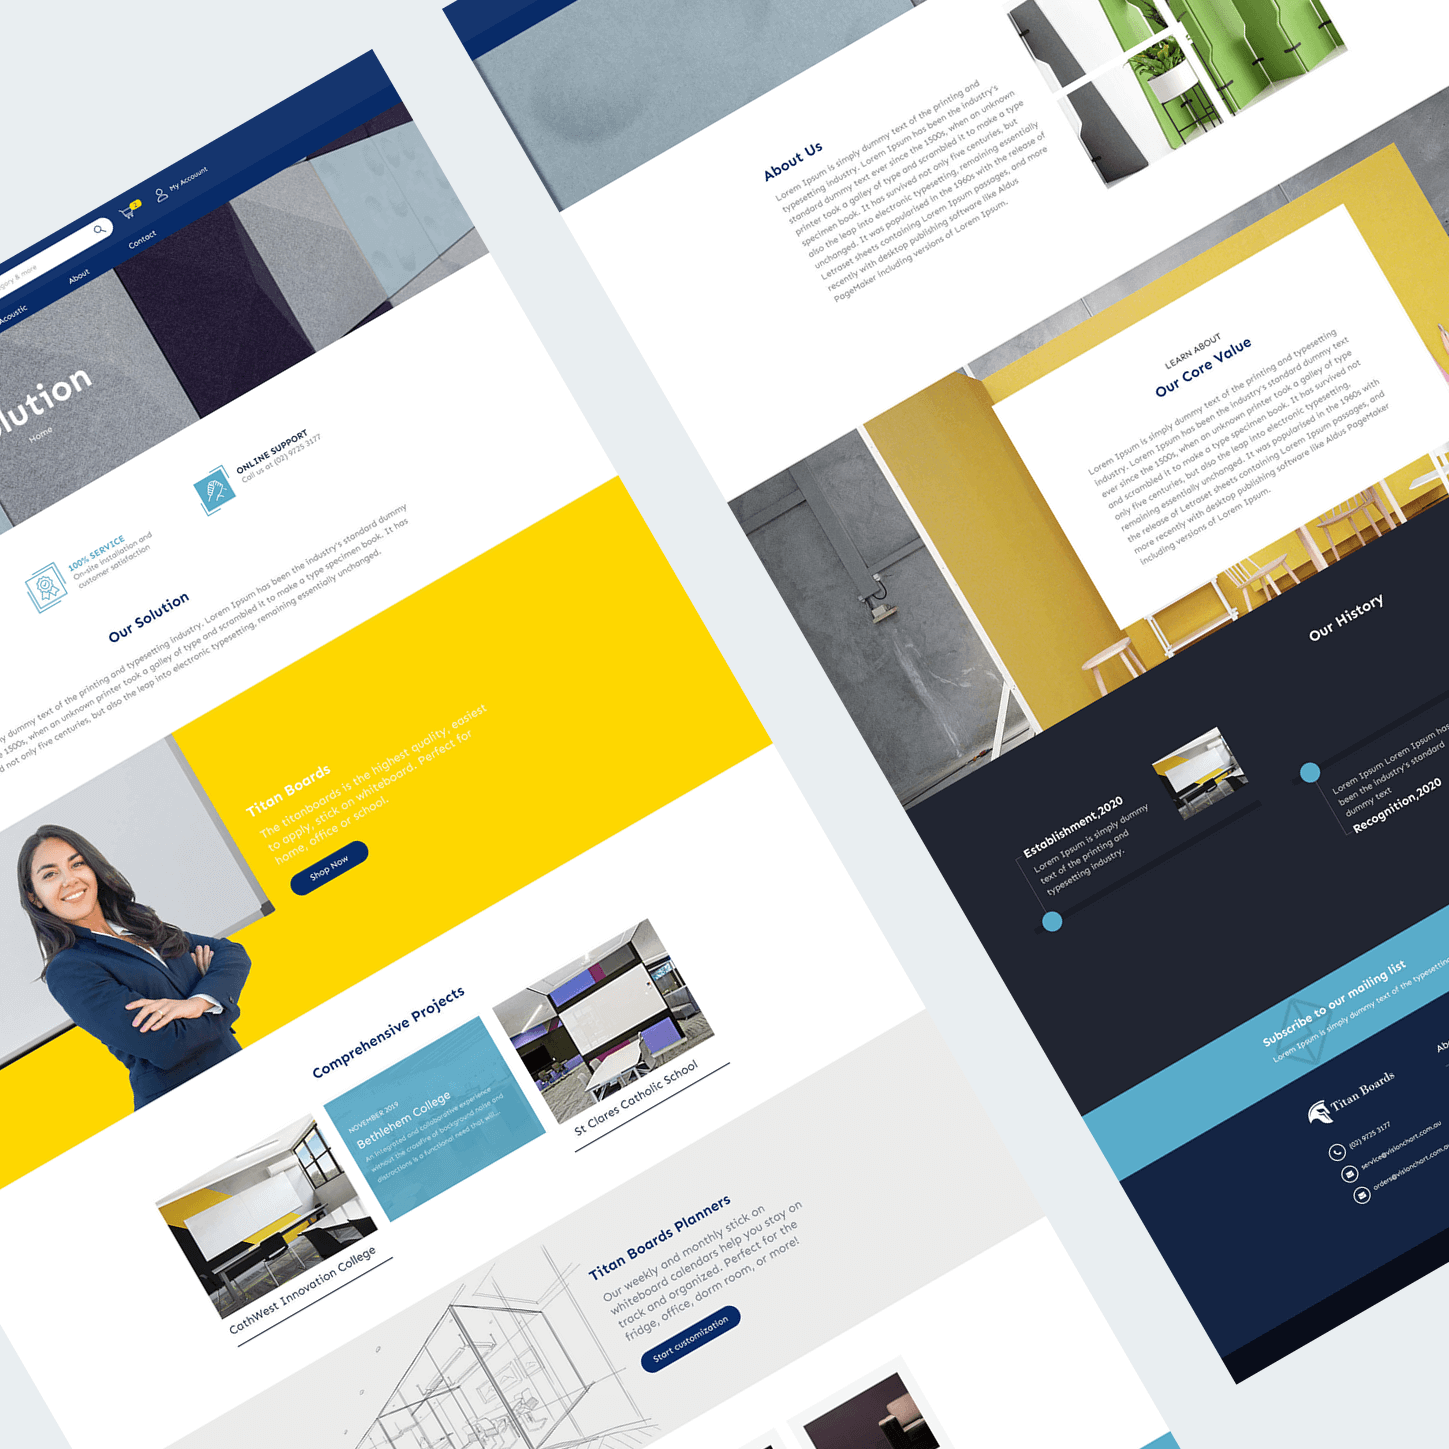 My Accouunt
2
gory & more
Acoustic
About
Contact
lution
Home
100% SERVICE
On-site installation and
customer satisfaction
ONLINE SUPPORT
Call us at (02) 9725 3177
Our Solution
dummy text of the printing and typesetting industry. Lorem Ipsum has been the industry's standard dummy
1500s, when an unknown printer took a galley of type and scrambled it to make a type specimen book. It has
not only five centuries, but also the leap into electronic typesetting, remaining essentially unchanged.
Titan Boards
The titanboards is the highest quality, easiest
to apply, stick on whiteboard. Perfect for
home, office or school.
Shop Now
Comprehensive Projects
CathWest Innovation College
NOVEMBER 2019
Bethlehem College
An integrated and collaborative experience
without the crossfire of background noise and
distractions is a functional need that will...
St Clares Catholic School
Titan Boards Planners
Our weekly and monthly stick on
whiteboard calendars help you stay on
track and organized. Perfect for the
fridge, office, dorm room, or more!
Start customization
About Us
Lorem Ipsum is simply dummy text of the printing and
typesetting industry. Lorem Ipsum has been the industry's
standard dummy text ever since the 1500s, when an unknown
printer took a galley of type and scrambled it to make a type
specimen book. It has survived not only five centuries, but
also the leap into electronic typesetting, remaining essentially
unchanged. It was popularised in the 1960s with the release of
Letraset sheets containing Lorem Ipsum passages, and more
recently with desktop publishing software like Aldus
PageMaker including versions of Lorem Ipsum.
LEARN ABOUT
Our Core Value
Lorem Ipsum is simply dummy text of the printing and typesetting
industry. Lorem Ipsum has been the industry's standard dummy text
ever since the 1500s, when an unknown printer took a galley of type
and scrambled it to make a type specimen book. It has survived not
only five centuries, but also the leap into electronic typesetting,
remaining essentially unchanged. It was popularised in the 1960s with
the release of Letraset sheets containing Lorem Ipsum passages, and
more recently with desktop publishing software like Aldus PageMaker
including versions of Lorem Ipsum.
Our History
Establishment,2020
Lorem Ipsum is simply dummy
text of the printing and
typesetting industry.
Lorem Ipsum Lorem Ipsum has
been the industry's standard
dummy text
Recognition,2020
Subscribe to our mailing list
Lorem Ipsum is simply dummy text of the typesetting
Titan Boards
(02) 9725 3177
service@visionchart.com.au
orders@visionchart.com.au